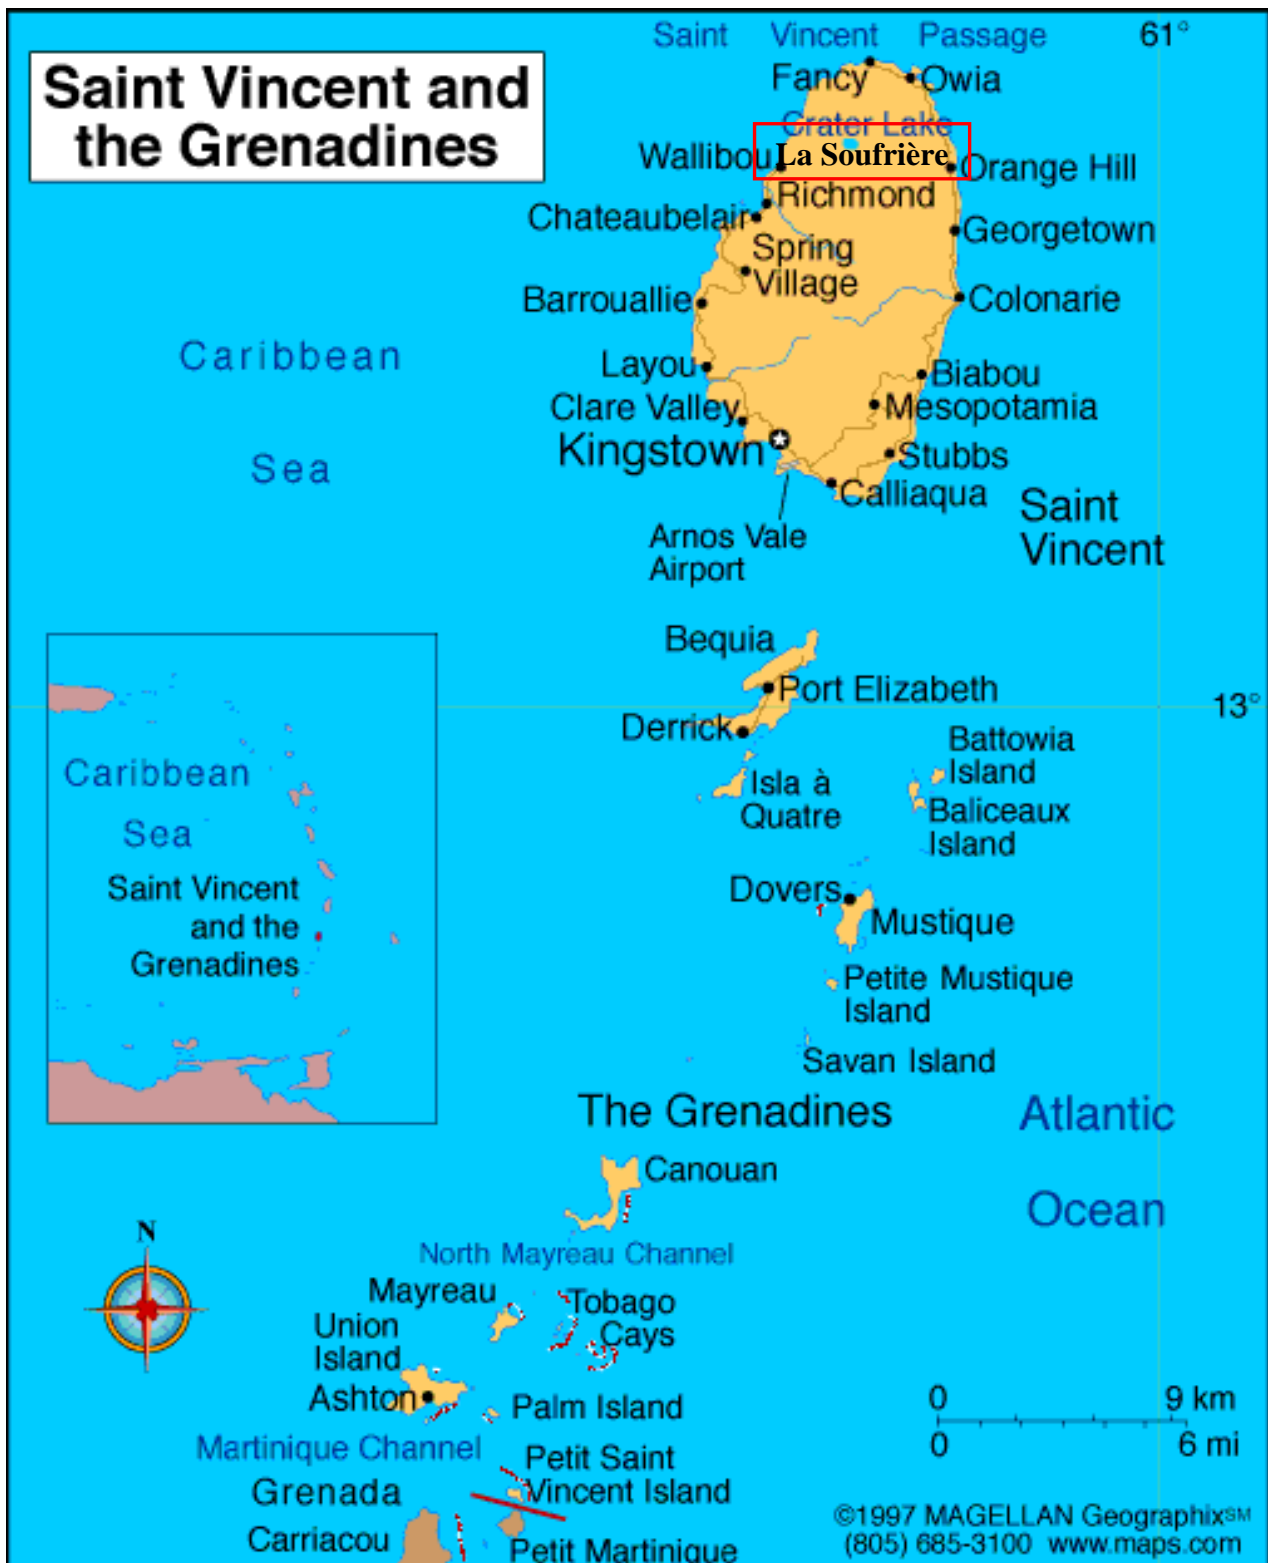 Saint Vincent Passage
61°
Saint Vincent and
the Grenadines
Fancy
Owia
Crater Lake
Wallibou
La Soufrière
Orange Hill
Richmond
Chateaubelair
Georgetown
Spring
Village
Barrouallie
Colonarie
Caribbean
Sea
Layou
Biabou
Clare Valley
Mesopotamia
Kingstown
Stubbs
Calliaqua
Saint
Vincent
Arnos Vale
Airport
Bequia
Port Elizabeth
13°
Derrick
Battowia
Island
Isla à
Quatre
Baliceaux
Island
Caribbean
Sea
Saint Vincent
and the
Grenadines
Dovers
Mustique
Petite Mustique
Island
Savan Island
The Grenadines
Atlantic
Ocean
Canouan
N
North Mayreau Channel
Mayreau
Tobago
Cays
Union
Island
Ashton
Palm Island
0 9 km
0 6 mi
Martinique Channel
Petit Saint
Vincent Island
Grenada
Carriacou
Petit Martinique
©1997 MAGELLAN Geographix℠
(805) 685-3100 www.maps.com